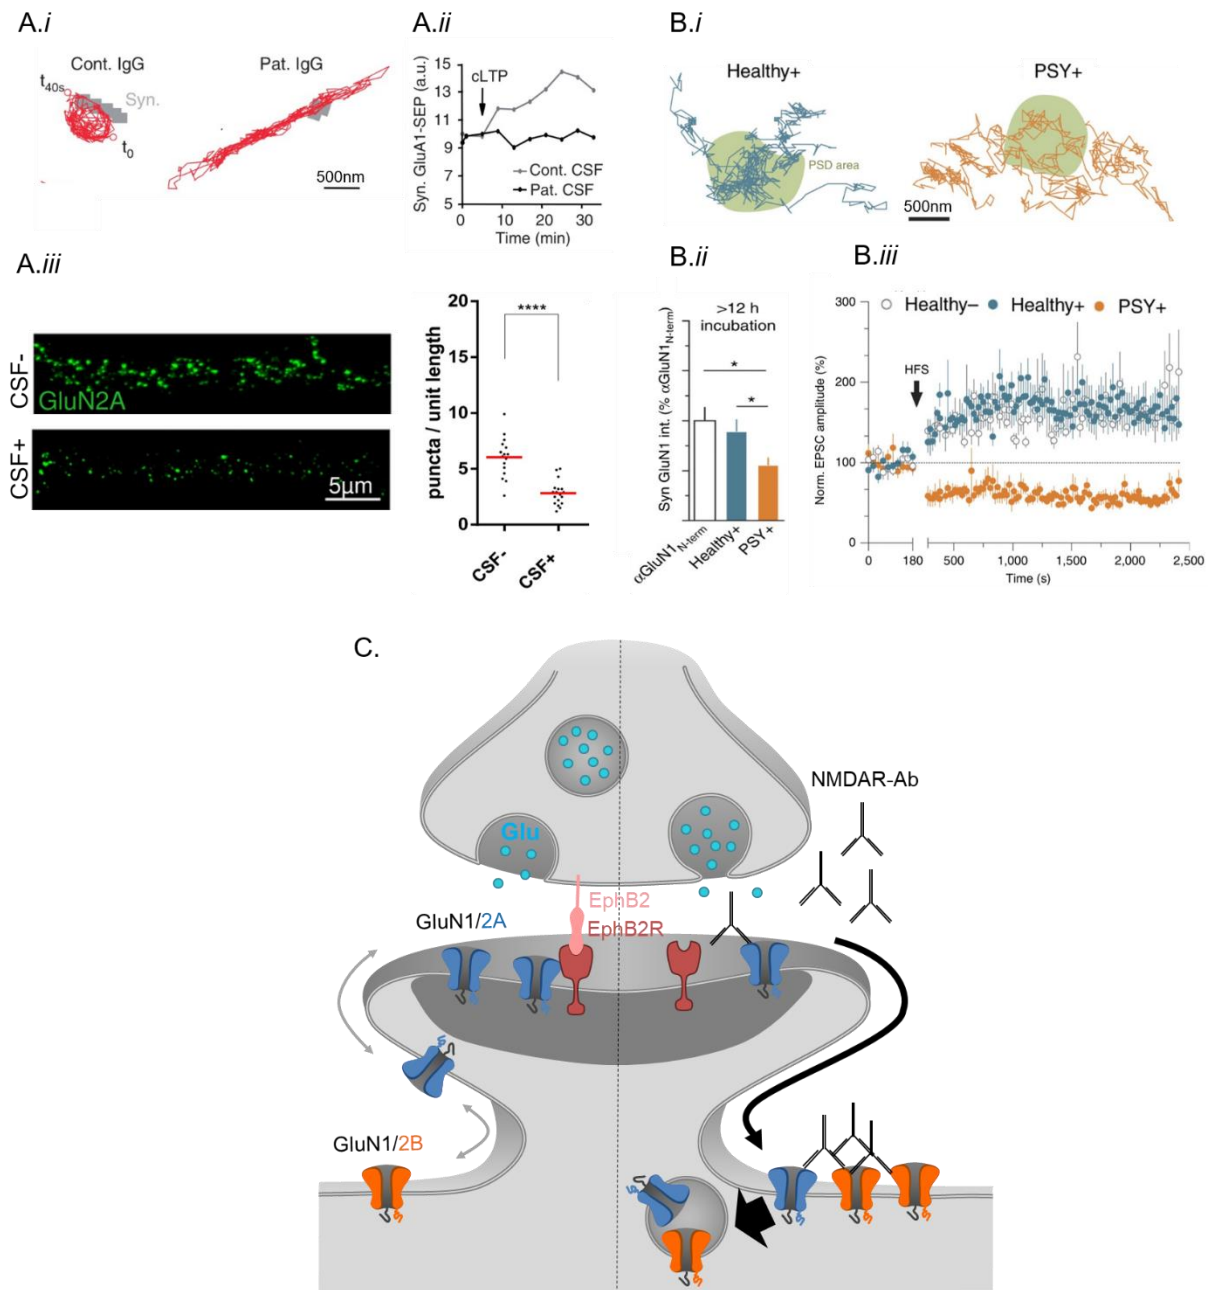 A.i
Cont. IgG
Pat. IgG
t40s
Syn.
t0
500nm
A.ii
Syn. GluA1-SEP (a.u.)
15
13
11
9
7
5
cLTP
Cont. CSF
Pat. CSF
0
10
20
30
Time (min)
B.i
Healthy+
PSY+
PSD area
500nm
A.iii
CSF-
GluN2A
CSF+
5µm
puncta / unit length
20
15
10
5
0
****
CSF-
CSF+
B.ii
Syn GluN1 int. (% αGluN1N-term)
>12 h
incubation
*
*
αGluN1N-term
Healthy+
PSY+
B.iii
Healthy–
Healthy+
PSY+
Norm. EPSC amplitude (%)
300
200
100
0
HFS
0
180
500
1,000
1,500
2,000
2,500
Time (s)
C.
NMDAR-Ab
Glu
EphB2
EphB2R
GluN1/2A
GluN1/2B